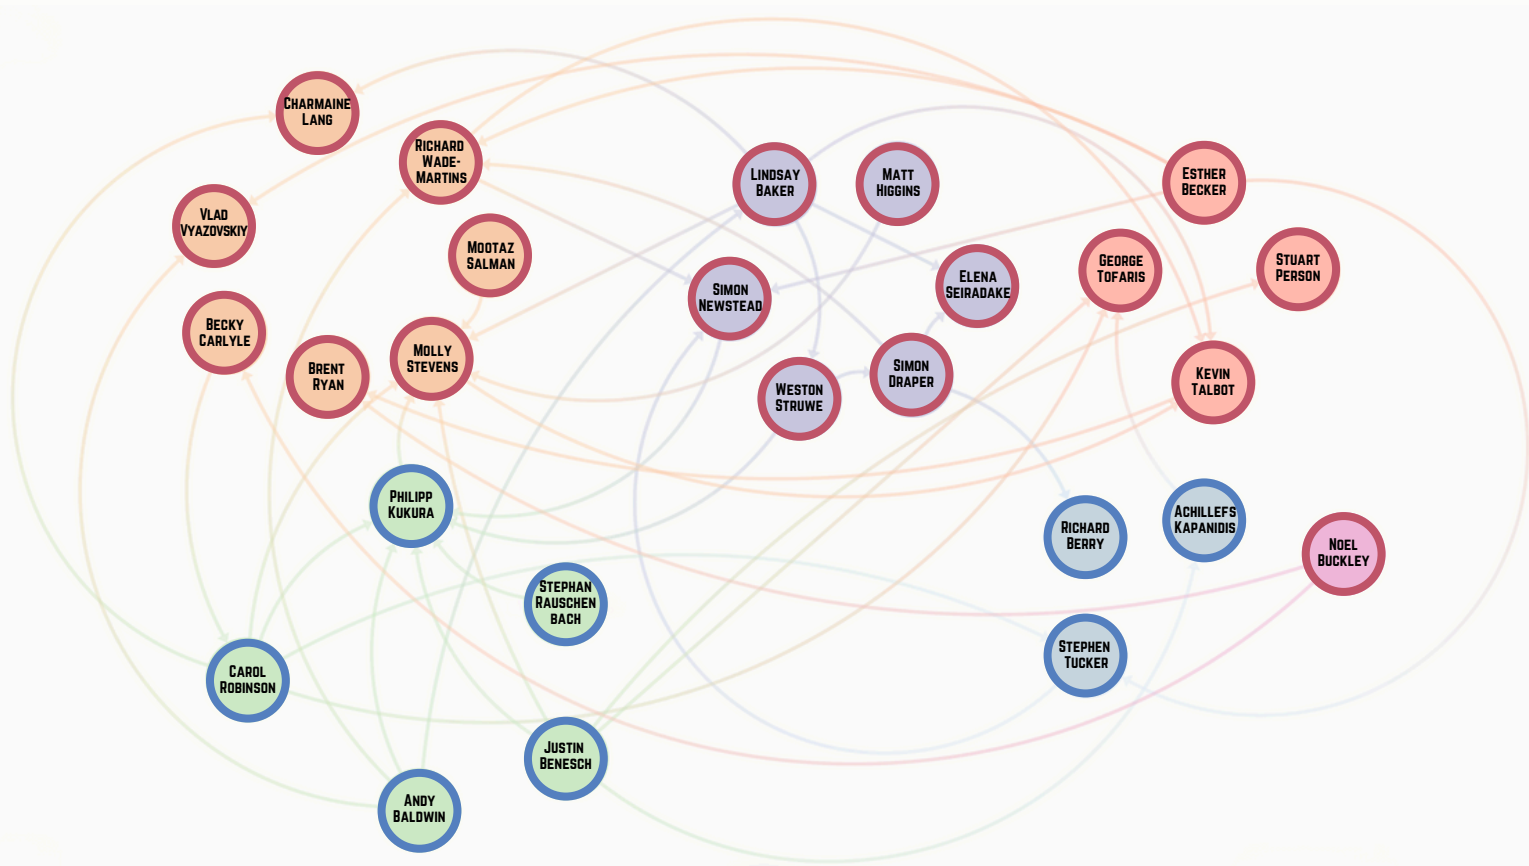 Charmaine
Lang
Richard
Wade-
Martins
Lindsay
Baker
Matt
Higgins
Esther
Becker
Vlad
Vyazovskiy
Mootaz
Salman
Simon
Newstead
Elena
Seiradake
George
Tofaris
Stuart
Person
Becky
Carlyle
Brent
Ryan
Molly
Stevens
Weston
Struwe
Simon
Draper
Kevin
Talbot
Philipp
Kukura
Richard
Berry
Achillefs
Kapanidis
Noel
Buckley
Stephan
Rauschen
bach
Carol
Robinson
Stephen
Tucker
Justin
Benesch
Andy
Baldwin